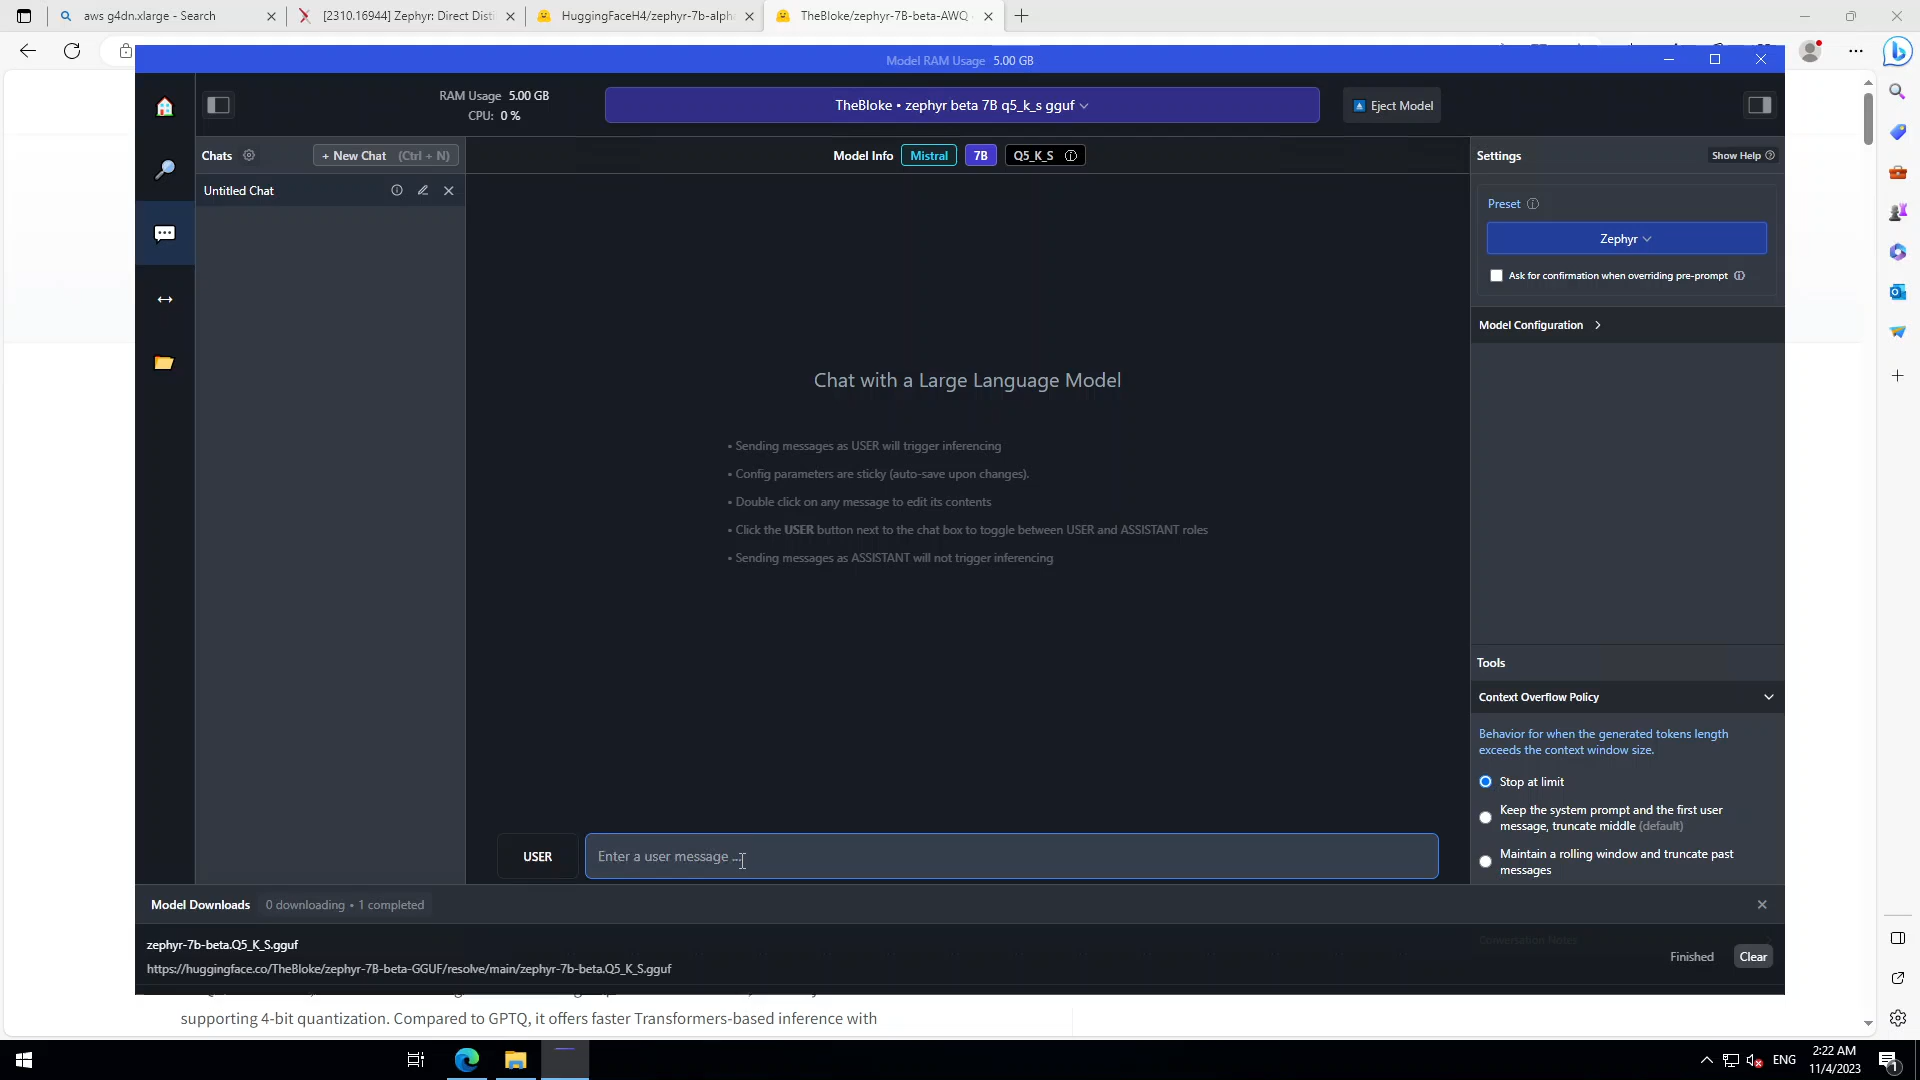 aws g4dn.xlarge - Search
[2310.16944] Zephyr: Direct Disti
HuggingFaceH4/zephyr-7b-alph
TheBloke/zephyr-7B-beta-AWQ
Model RAM Usage 5.00 GB
RAM Usage 5.00 GB
CPU: 0 %
TheBloke • zephyr beta 7B q5_k_s gguf
Eject Model
Chats
+ New Chat (Ctrl + N)
Model Info Mistral 7B Q5_K_S
Settings
Show Help
Untitled Chat
Preset
Zephyr
Ask for confirmation when overriding pre-prompt
Model Configuration
Chat with a Large Language Model
• Sending messages as USER will trigger inferencing
• Config parameters are sticky (auto-save upon changes).
• Double click on any message to edit its contents
• Click the USER button next to the chat box to toggle between USER and ASSISTANT roles
• Sending messages as ASSISTANT will not trigger inferencing
Tools
Context Overflow Policy
Behavior for when the generated tokens length
exceeds the context window size.
Stop at limit
Keep the system prompt and the first user
message, truncate middle (default)
Maintain a rolling window and truncate past
messages
USER
Enter a user message ...
Model Downloads 0 downloading • 1 completed
zephyr-7b-beta.Q5_K_S.gguf
https://huggingface.co/TheBloke/zephyr-7B-beta-GGUF/resolve/main/zephyr-7b-beta.Q5_K_S.gguf
Conversation Notes
Finished
Clear
supporting 4-bit quantization. Compared to GPTQ, it offers faster Transformers-based inference with
ENG
2:22 AM
11/4/2023
1